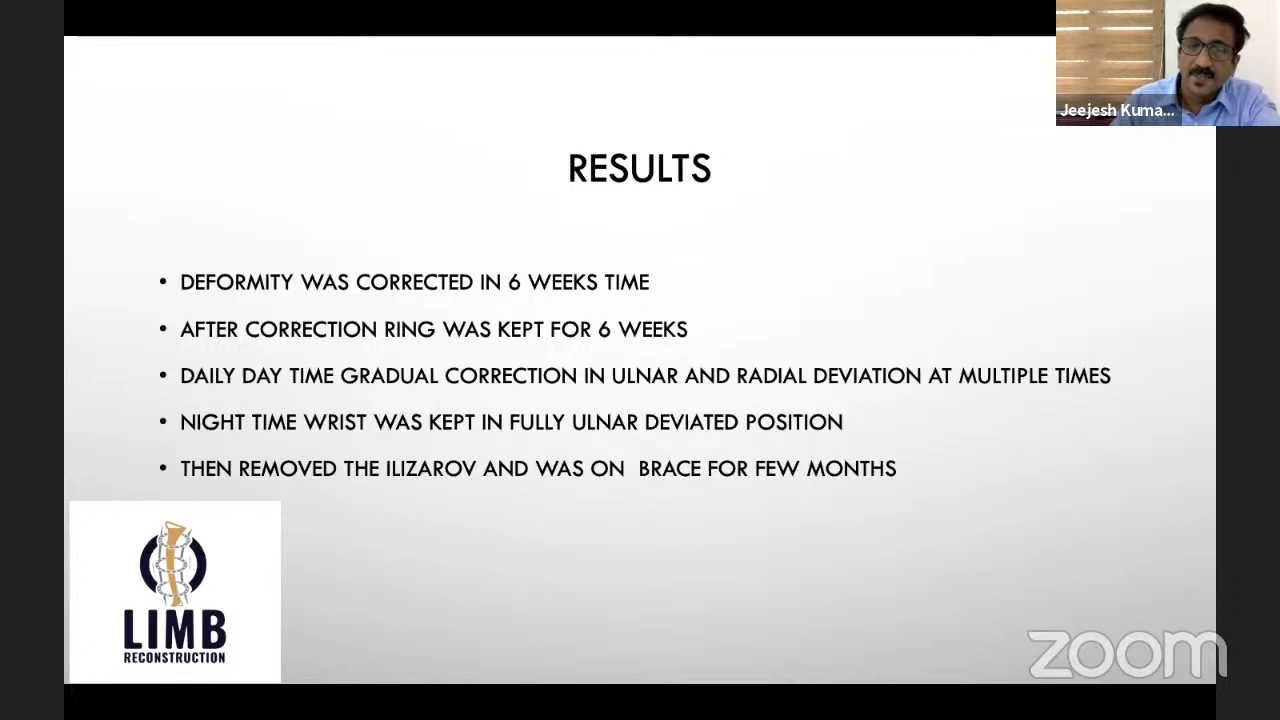 Jeejesh Kuma...
RESULTS
• DEFORMITY WAS CORRECTED IN 6 WEEKS TIME
• AFTER CORRECTION RING WAS KEPT FOR 6 WEEKS
• DAILY DAY TIME GRADUAL CORRECTION IN ULNAR AND RADIAL DEVIATION AT MULTIPLE TIMES
• NIGHT TIME WRIST WAS KEPT IN FULLY ULNAR DEVIATED POSITION
• THEN REMOVED THE ILIZAROV AND WAS ON BRACE FOR FEW MONTHS
LIMB
RECONSTRUCTION
zoom